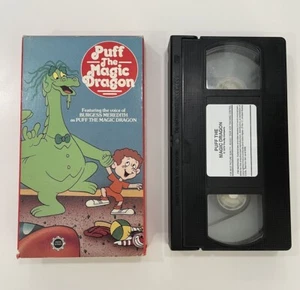 Puff
The
Magic
Dragon
Featuring the voice of
BURGESS MEREDITH
as PUFF THE MAGIC DRAGON
PUFF THE
MAGIC DRAGON